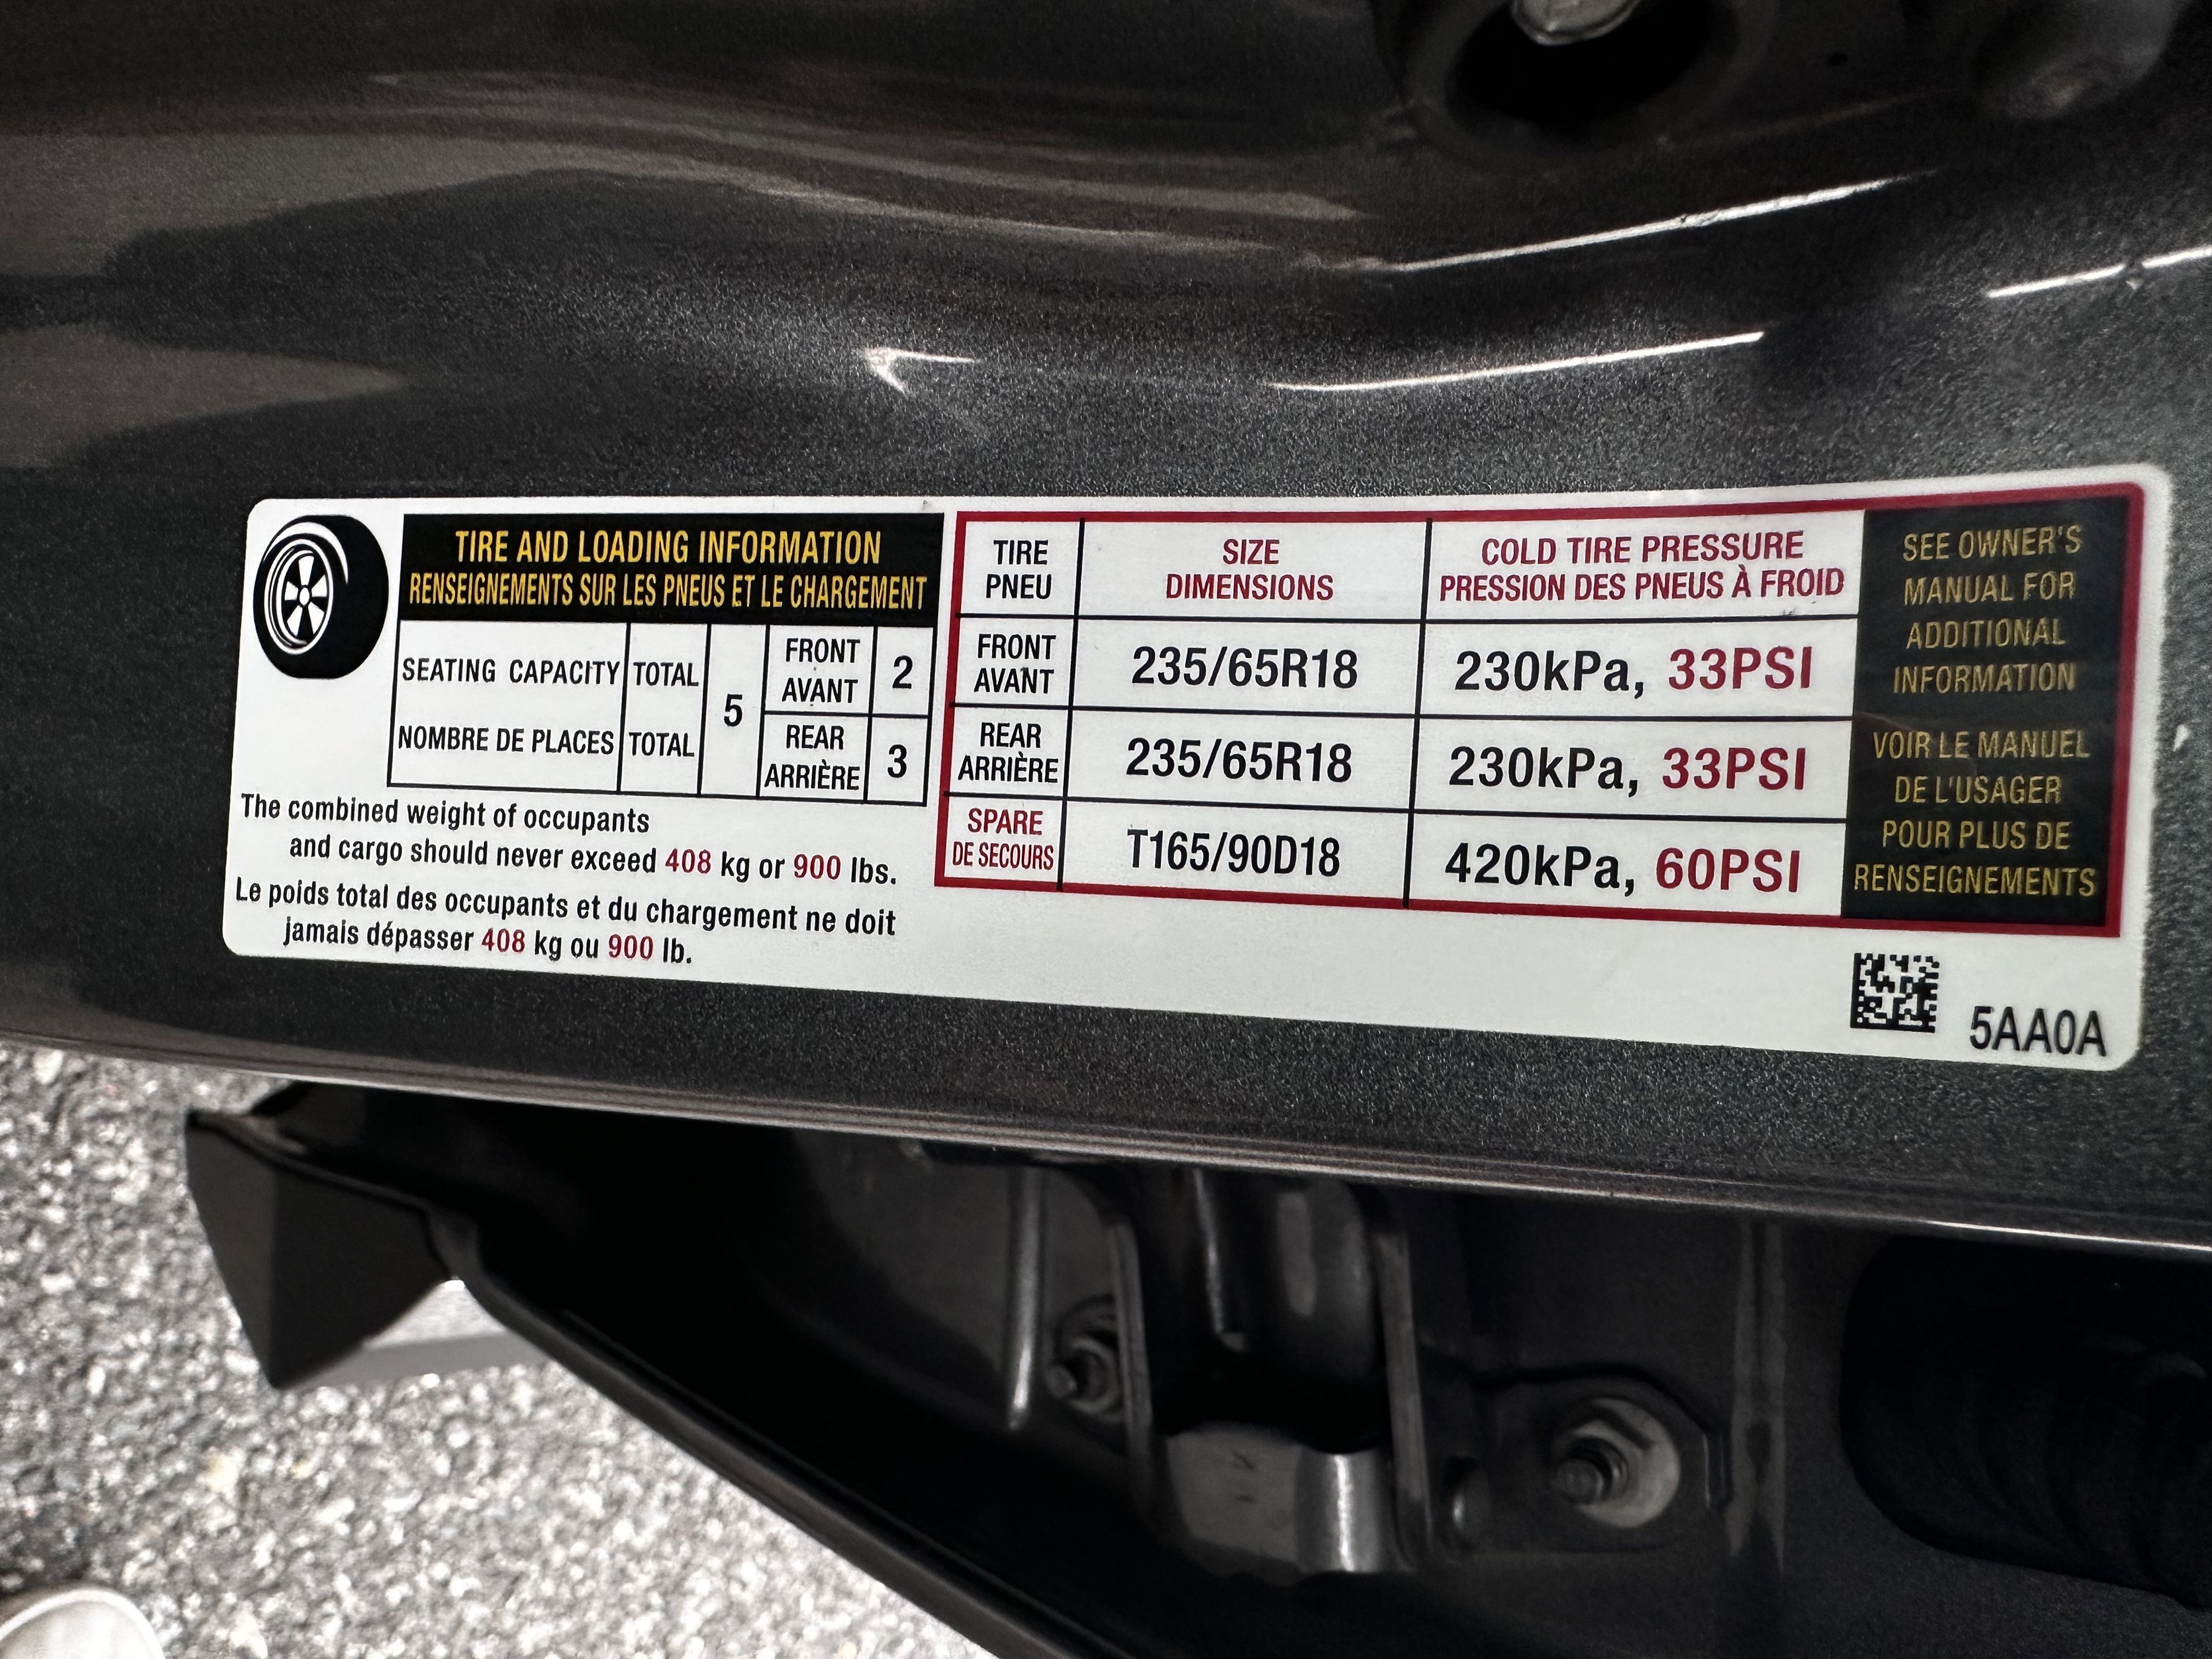 TIRE AND LOADING INFORMATION
RENSEIGNEMENTS SUR LES PNEUS ET LE CHARGEMENT
SEATING CAPACITY TOTAL
NOMBRE DE PLACES TOTAL
5
FRONT
AVANT
2
REAR
ARRIÈRE
3
The combined weight of occupants
and cargo should never exceed 408 kg or 900 lbs.
Le poids total des occupants et du chargement ne doit
jamais dépasser 408 kg ou 900 lb.
TIRE
PNEU
SIZE
DIMENSIONS
COLD TIRE PRESSURE
PRESSION DES PNEUS À FROID
FRONT
AVANT
235/65R18
230kPa, 33PSI
REAR
ARRIÈRE
235/65R18
230kPa, 33PSI
SPARE
DE SECOURS
T165/90D18
420kPa, 60PSI
SEE OWNER'S
MANUAL FOR
ADDITIONAL
INFORMATION
VOIR LE MANUEL
DE L'USAGER
POUR PLUS DE
RENSEIGNEMENTS
5AA0A